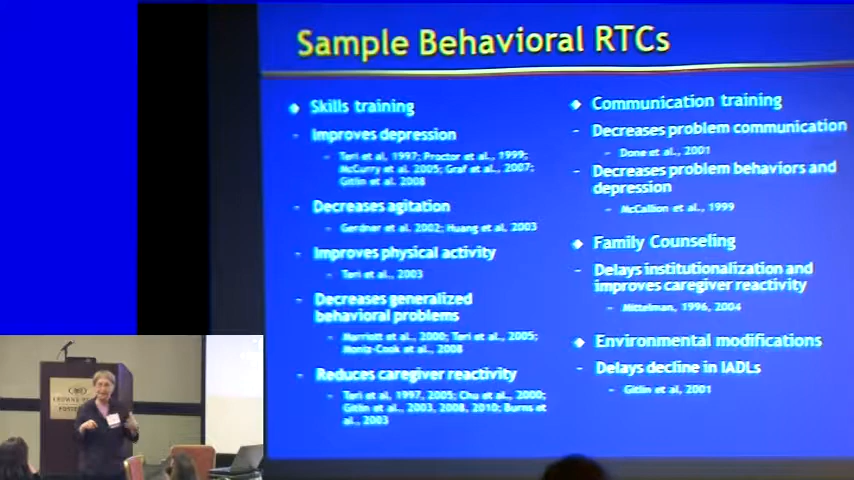 Sample Behavioral RTCs
◆ Skills training
- Improves depression
- Teri et al, 1997; Proctor et al., 1999;
McCurry et al. 2005; Graf et al., 2007;
Gitlin et al. 2008
- Decreases agitation
- Gerdner et al. 2002; Huang et al. 2003
- Improves physical activity
- Teri et al., 2003
- Decreases generalized
behavioral problems
- Marriott et al., 2000; Teri et al., 2005;
Moniz-Cook et al., 2008
- Reduces caregiver reactivity
- Teri et al, 1997, 2005; Chu et al., 2000;
Gitlin et al., 2003, 2008, 2010; Burns et
al., 2003
◆ Communication training
- Decreases problem communication
- Done et al., 2001
- Decreases problem behaviors and
depression
- McCallion et al., 1999
◆ Family Counseling
- Delays institutionalization and
improves caregiver reactivity
- Mittelman, 1996, 2004
◆ Environmental modifications
- Delays decline in IADLs
- Gitlin et al, 2001